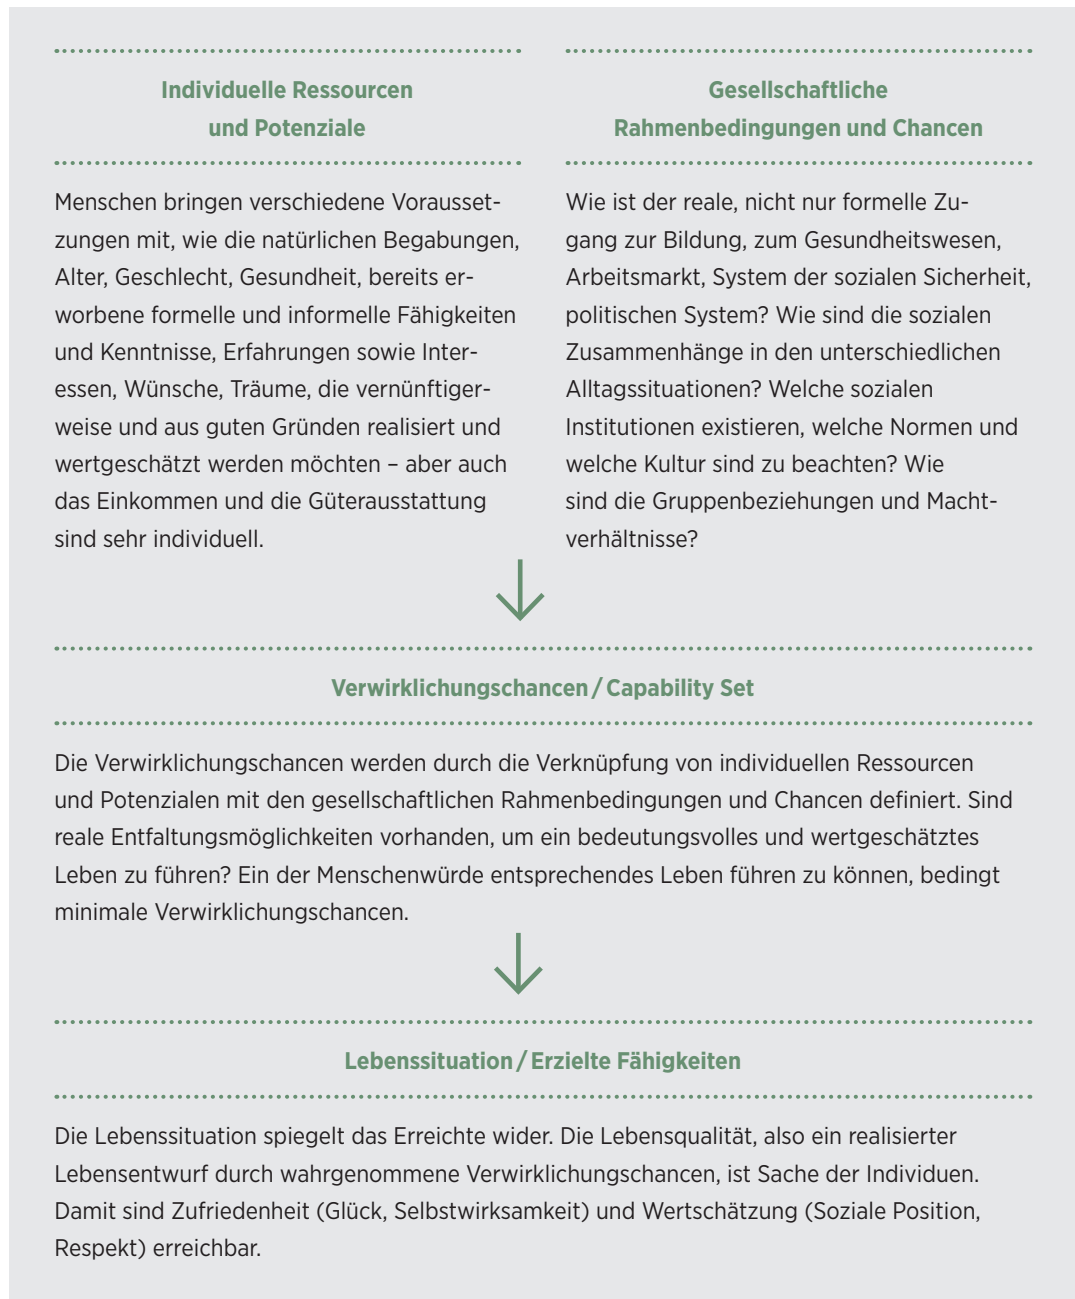 Individuelle Ressourcen
und Potenziale
Menschen bringen verschiedene Vorausset-
zungen mit, wie die natürlichen Begabungen,
Alter, Geschlecht, Gesundheit, bereits er-
worbene formelle und informelle Fähigkeiten
und Kenntnisse, Erfahrungen sowie Inter-
essen, Wünsche, Träume, die vernünftiger-
weise und aus guten Gründen realisiert und
wertgeschätzt werden möchten – aber auch
das Einkommen und die Güterausstattung
sind sehr individuell.
Gesellschaftliche
Rahmenbedingungen und Chancen
Wie ist der reale, nicht nur formelle Zu-
gang zur Bildung, zum Gesundheitswesen,
Arbeitsmarkt, System der sozialen Sicherheit,
politischen System? Wie sind die sozialen
Zusammenhänge in den unterschiedlichen
Alltagssituationen? Welche sozialen
Institutionen existieren, welche Normen und
welche Kultur sind zu beachten? Wie
sind die Gruppenbeziehungen und Macht-
verhältnisse?
Verwirklichungschancen / Capability Set
Die Verwirklichungschancen werden durch die Verknüpfung von individuellen Ressourcen
und Potenzialen mit den gesellschaftlichen Rahmenbedingungen und Chancen definiert. Sind
reale Entfaltungsmöglichkeiten vorhanden, um ein bedeutungsvolles und wertgeschätztes
Leben zu führen? Ein der Menschenwürde entsprechendes Leben führen zu können, bedingt
minimale Verwirklichungschancen.
Lebenssituation / Erzielte Fähigkeiten
Die Lebenssituation spiegelt das Erreichte wider. Die Lebensqualität, also ein realisierter
Lebensentwurf durch wahrgenommene Verwirklichungschancen, ist Sache der Individuen.
Damit sind Zufriedenheit (Glück, Selbstwirksamkeit) und Wertschätzung (Soziale Position,
Respekt) erreichbar.